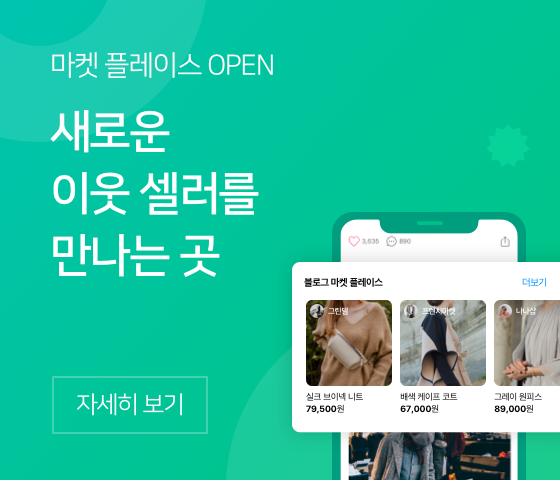 마켓 플레이스 OPEN
새로운
이웃 셀러를
만나는 곳
자세히 보기
3,635 890
블로그 마켓 플레이스 더보기
그린델 프린지마켓 나나샵
실크 브이넥 니트 배색 케이프 코트 그레이 원피스
79,500원 67,000원 89,000원